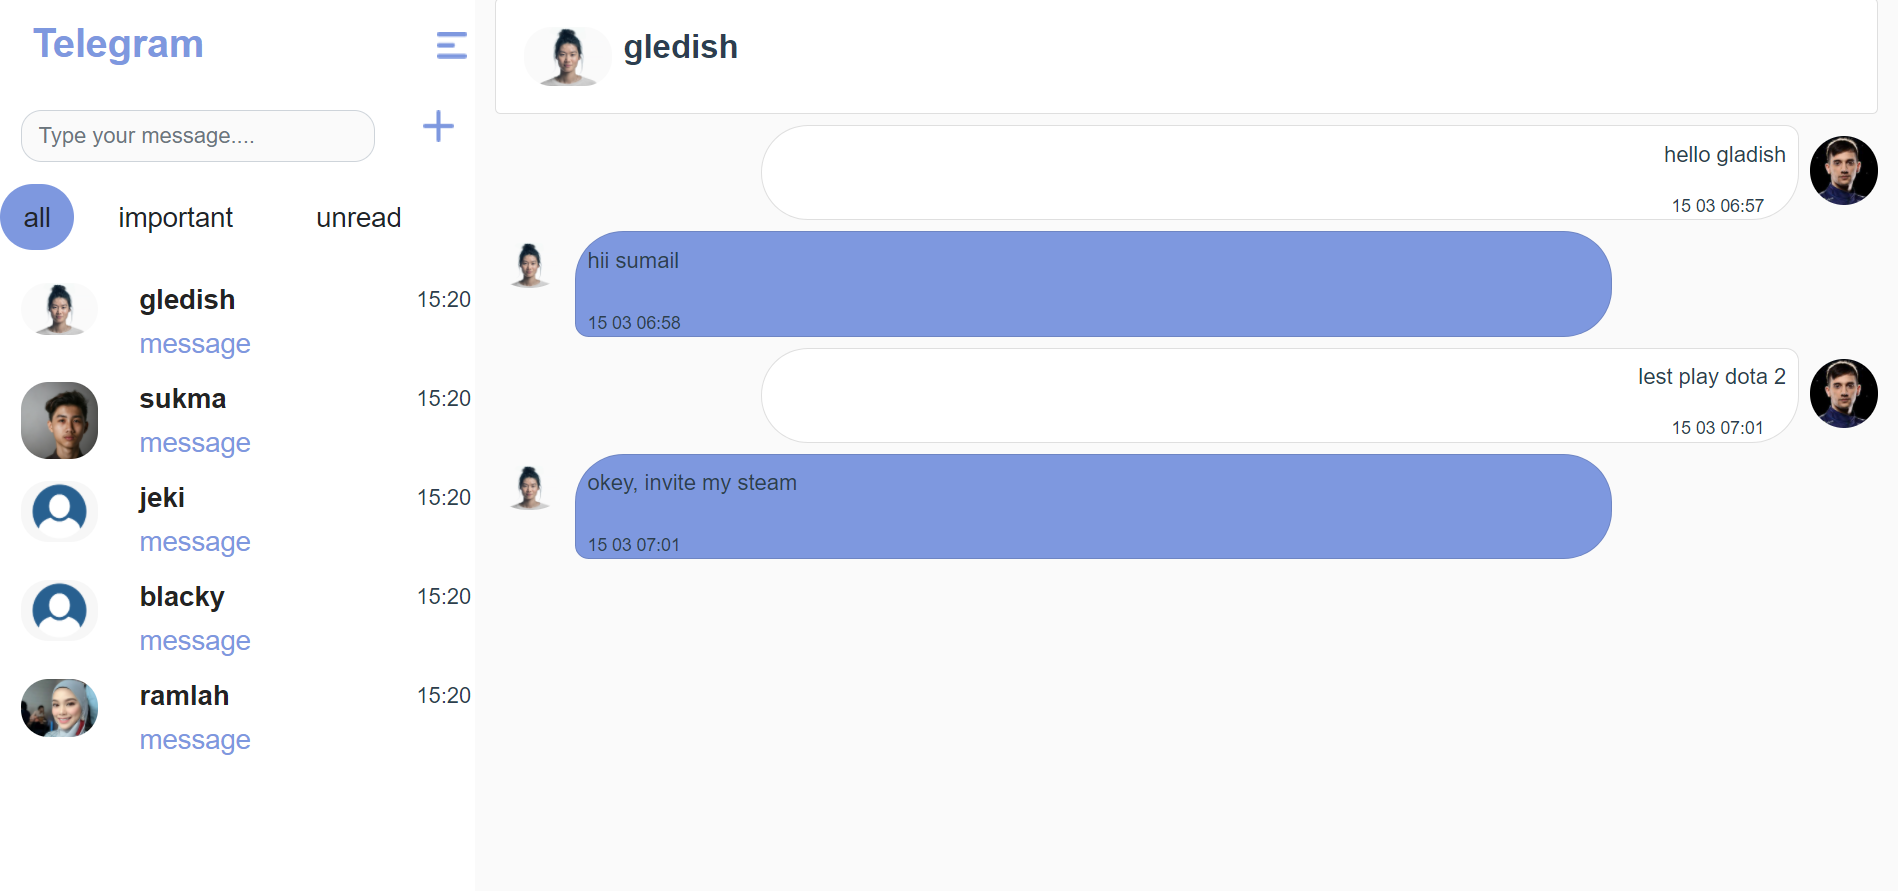 Telegram
Type your message....
all important unread
gledish 15:20
message
sukma 15:20
message
jeki 15:20
message
blacky 15:20
message
ramlah 15:20
message
gledish
hello gladish
15 03 06:57
hii sumail
15 03 06:58
lest play dota 2
15 03 07:01
okey, invite my steam
15 03 07:01